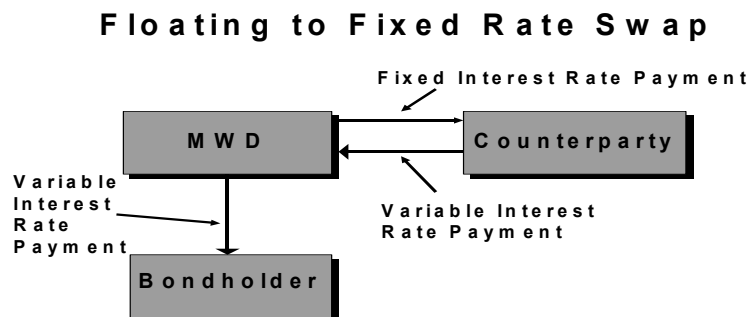 Floating to Fixed Rate Swap
Fixed Interest Rate Payment
MWD
Counterparty
Variable
Interest
Rate
Payment
Variable Interest
Rate Payment
Bondholder